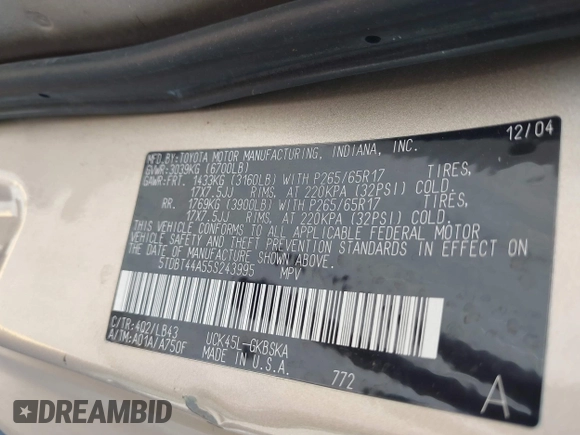 12/04
MFD.BY:TOYOTA MOTOR MANUFACTURING, INDIANA, INC.
GVWR:3039KG (6700LB)
GAWR:FRT. 1433KG (3160LB) WITH P265/65R17 TIRES,
17X7.5JJ RIMS. AT 220KPA (32PSI) COLD.
RR. 1769KG (3900LB) WITH P265/65R17 TIRES,
17X7.5JJ RIMS. AT 220KPA (32PSI) COLD.
THIS VEHICLE CONFORMS TO ALL APPLICABLE FEDERAL MOTOR
VEHICLE SAFETY AND THEFT PREVENTION STANDARDS IN EFFECT ON
THE DATE OF MANUFACTURE SHOWN ABOVE.
5TDBT44A55S243995 MPV
C/TR:4Q2/LB43 UCK45L-GKBSKA
A/TM:A01A/A750F MADE IN U.S.A. 772 A
DREAMBID